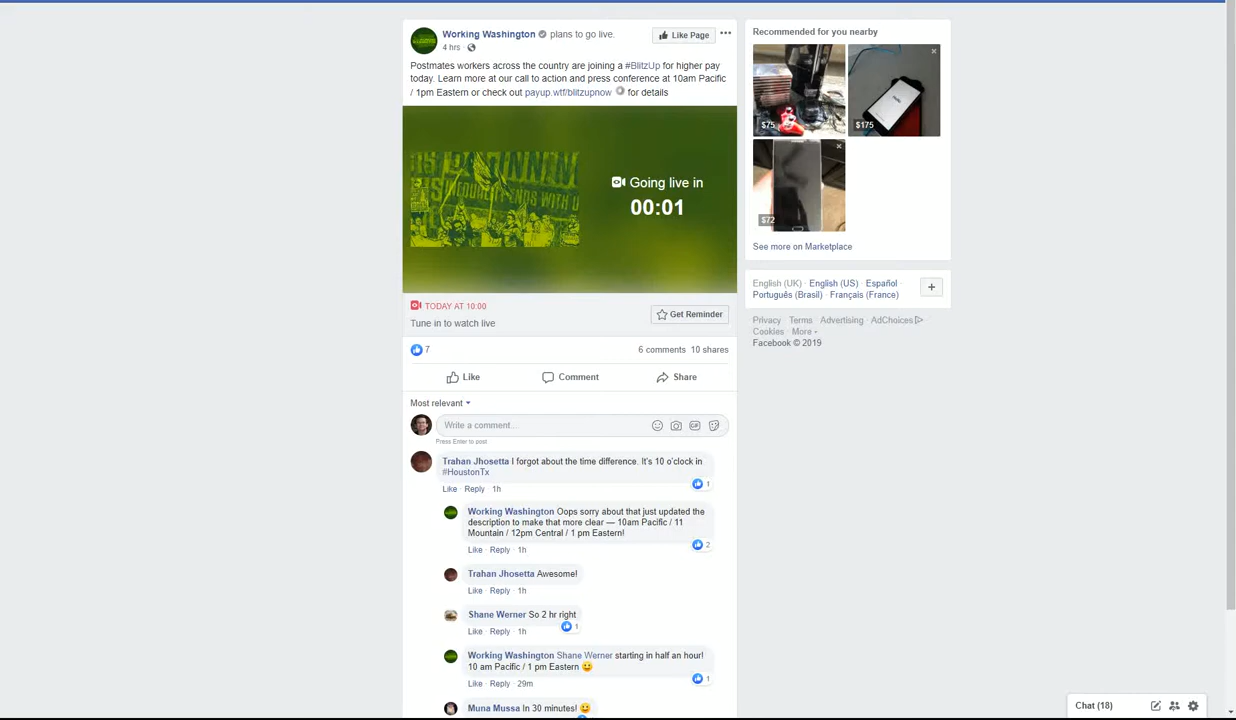 Working Washington plans to go live.
4 hrs ·
Like Page
Postmates workers across the country are joining a #BlitzUp for higher pay
today. Learn more at our call to action and press conference at 10am Pacific
/ 1pm Eastern or check out payup.wtf/blitzupnow for details
INEQUALITY ENDS WITH U
Going live in
00:01
TODAY AT 10:00
Tune in to watch live
Get Reminder
7
6 comments 10 shares
Like Comment Share
Most relevant
Write a comment...
Press Enter to post
Trahan Jhosetta I forgot about the time difference. It's 10 o'clock in
#HoustonTx
1
Like · Reply · 1h
Working Washington Oops sorry about that just updated the
description to make that more clear — 10am Pacific / 11
Mountain / 12pm Central / 1 pm Eastern!
2
Like · Reply · 1h
Trahan Jhosetta Awesome!
Like · Reply · 1h
Shane Werner So 2 hr right
1
Like · Reply · 1h
Working Washington Shane Werner starting in half an hour!
10 am Pacific / 1 pm Eastern
1
Like · Reply · 29m
Muna Mussa In 30 minutes!
Recommended for you nearby
$75
$175
Hello
$72
See more on Marketplace
English (UK) · English (US) · Español ·
Português (Brasil) · Français (France)
Privacy · Terms · Advertising · AdChoices
Cookies · More
Facebook © 2019
Chat (18)